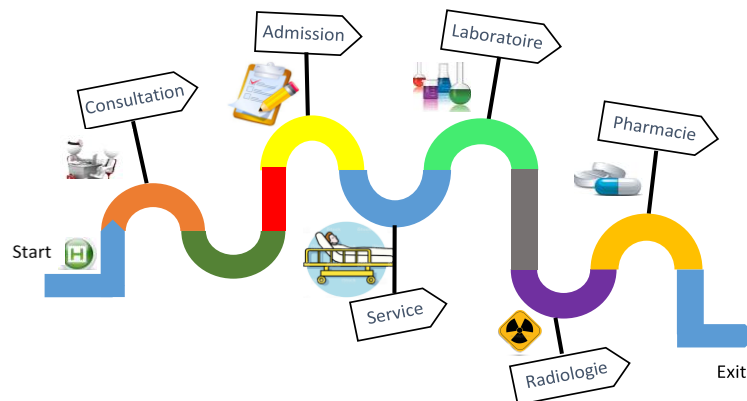 Start
H
Consultation
Admission
Service
Laboratoire
Radiologie
Pharmacie
Exit